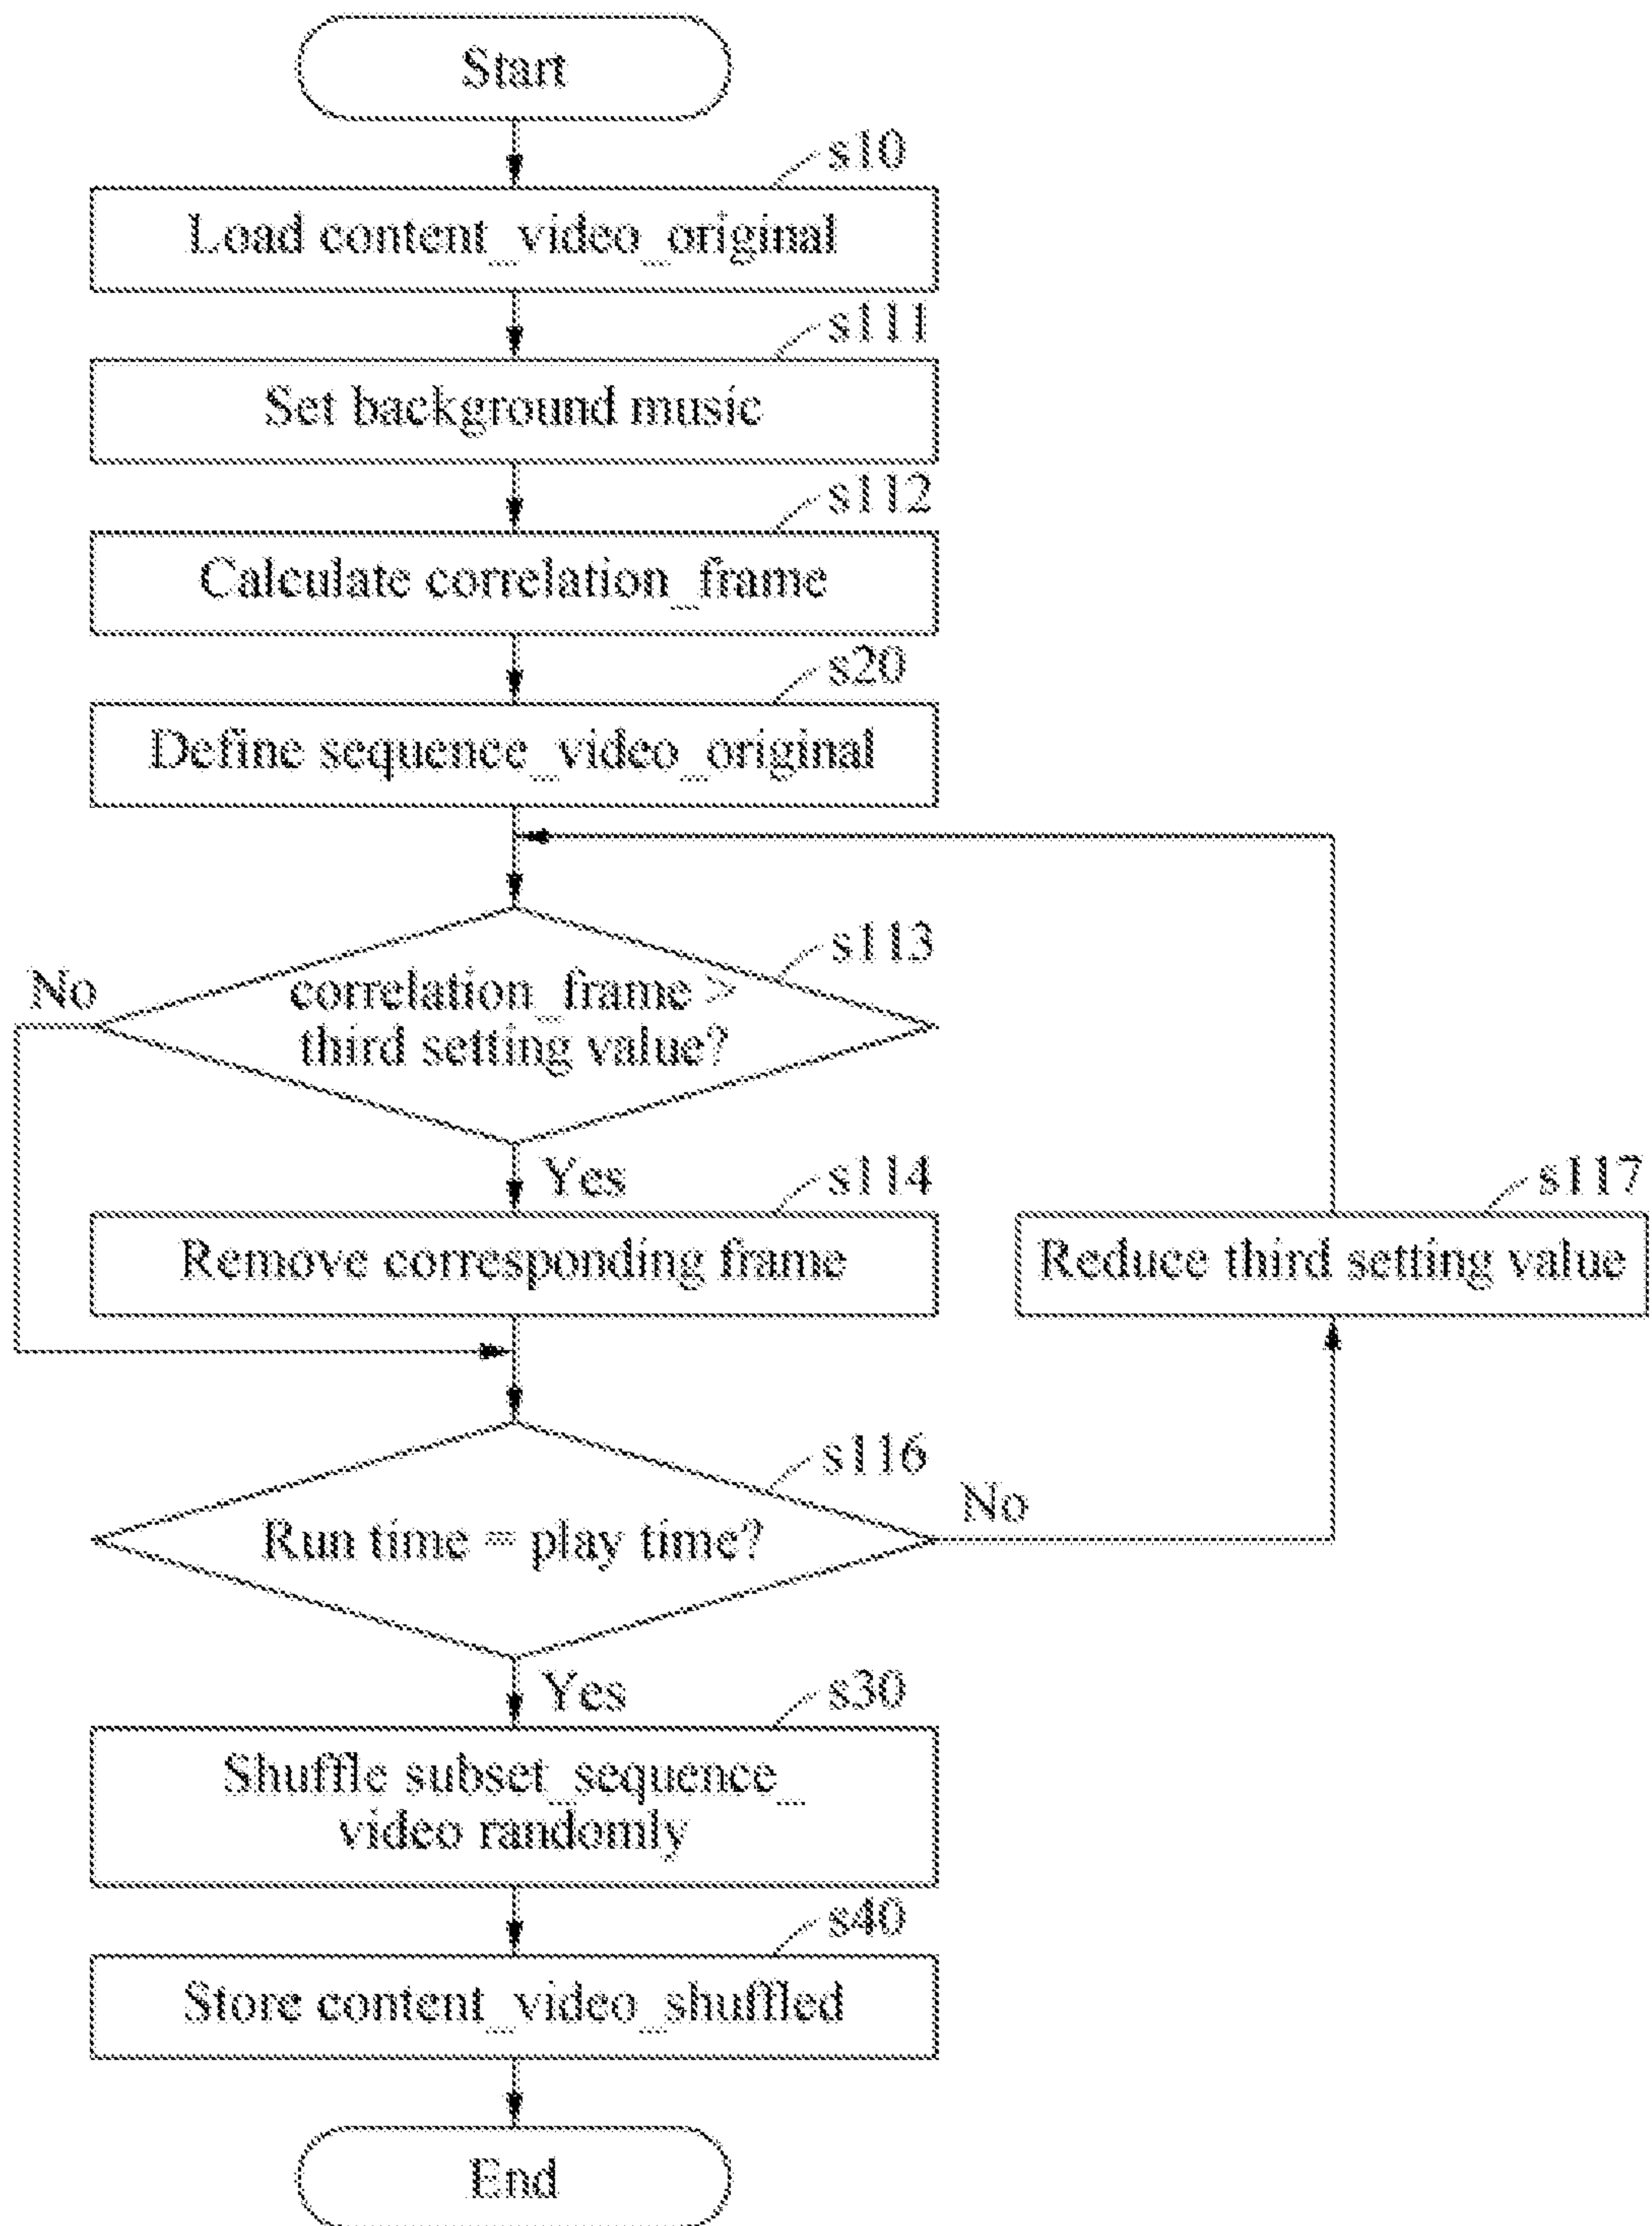 Start
s10
Load content_video_original
s111
Set background music
s112
Calculate correlation_frame
s20
Define sequence_video_original
s113
No
correlation_frame >
third setting value?
Yes
s114
Remove corresponding frame
s117
Reduce third setting value
s116
No
Run time = play time?
Yes
s30
Shuffle subset_sequence_
video randomly
s40
Store content_video_shuffled
End